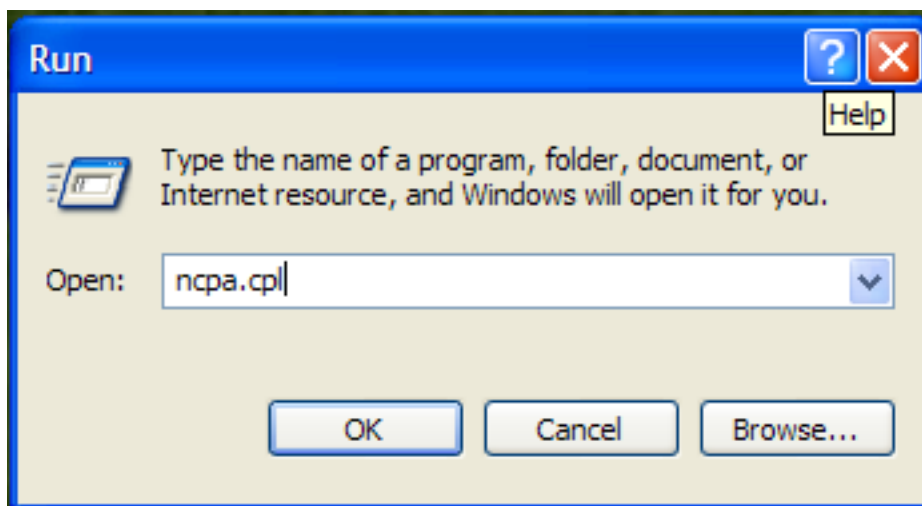 Run
?
Help
Type the name of a program, folder, document, or
Internet resource, and Windows will open it for you.
Open: ncpa.cpl
OK Cancel Browse...